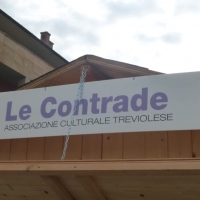 Le Contrade
ASSOCIAZIONE CULTURALE TREVIOLESE